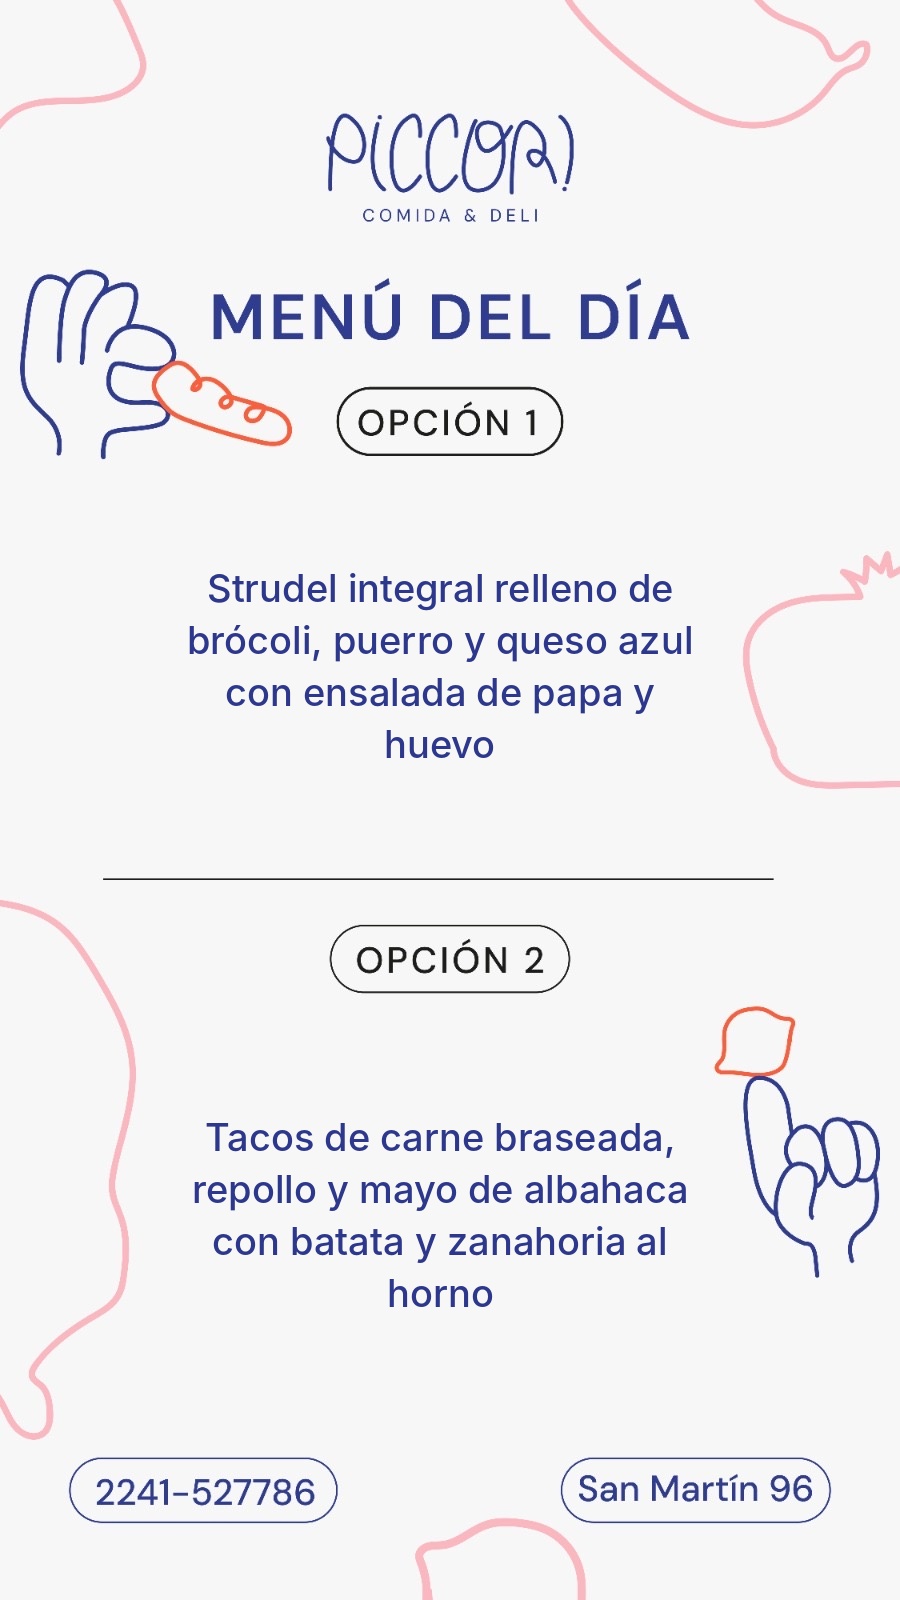 PiCCOR!
COMIDA & DELI
MENÚ DEL DÍA
OPCIÓN 1
Strudel integral relleno de
brócoli, puerro y queso azul
con ensalada de papa y
huevo
OPCIÓN 2
Tacos de carne braseada,
repollo y mayo de albahaca
con batata y zanahoria al
horno
2241-527786
San Martín 96